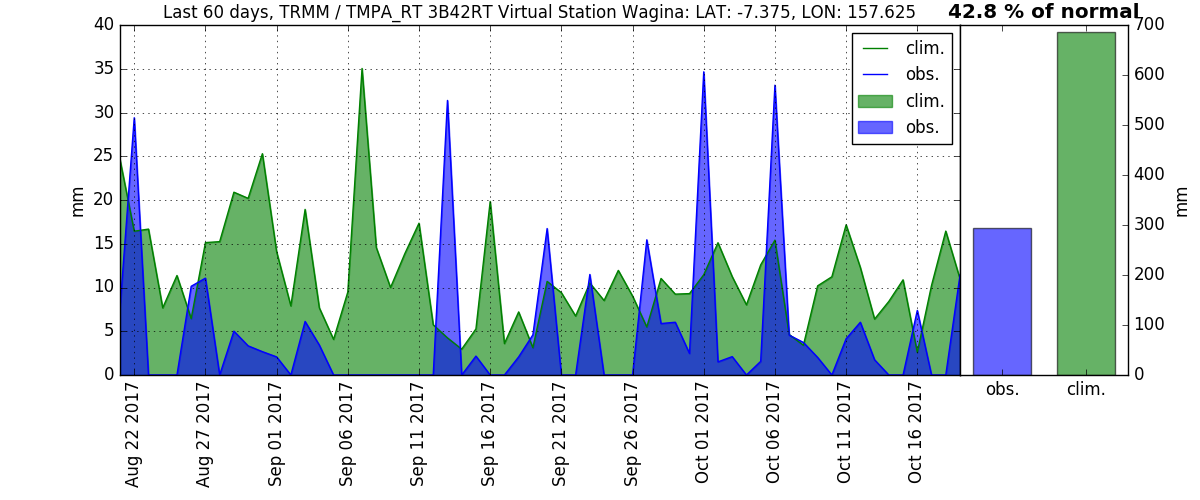 Last 60 days, TRMM / TMPA_RT 3B42RT Virtual Station Wagina: LAT: -7.375, LON: 157.625
42.8 % of normal
40
35
30
25
20
15
10
5
0
mm
clim.
obs.
clim.
obs.
700
600
500
400
300
200
100
0
mm
Aug 22 2017
Aug 27 2017
Sep 01 2017
Sep 06 2017
Sep 11 2017
Sep 16 2017
Sep 21 2017
Sep 26 2017
Oct 01 2017
Oct 06 2017
Oct 11 2017
Oct 16 2017
obs.
clim.